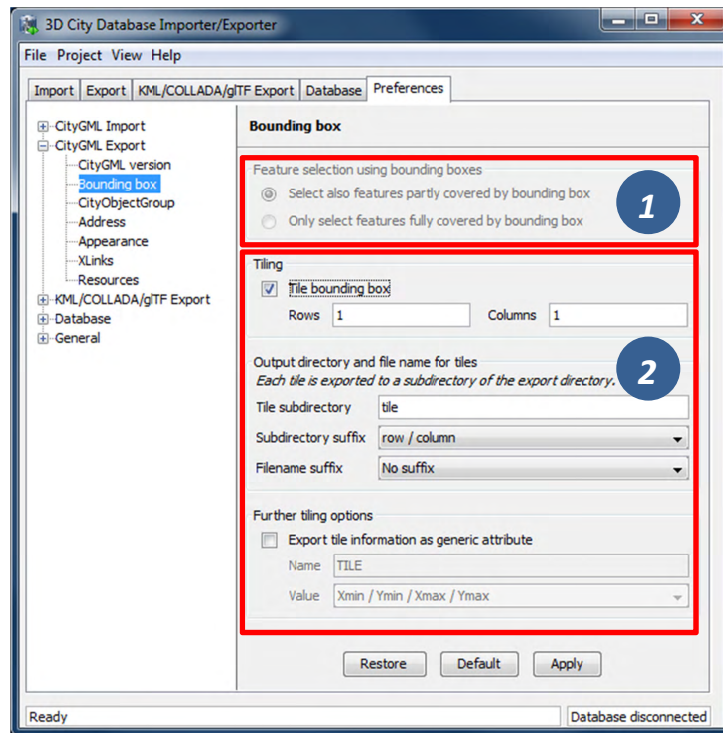 3D City Database Importer/Exporter
File Project View Help
Import Export KML/COLLADA/glTF Export Database Preferences
CityGML Import
CityGML Export
CityGML version
Bounding box
CityObjectGroup
Address
Appearance
XLinks
Resources
KML/COLLADA/glTF Export
Database
General
Bounding box
Feature selection using bounding boxes
Select also features partly covered by bounding box
Only select features fully covered by bounding box
1
Tiling
Tile bounding box
Rows 1 Columns 1
Output directory and file name for tiles
Each tile is exported to a subdirectory of the export directory.
2
Tile subdirectory tile
Subdirectory suffix row / column
Filename suffix No suffix
Further tiling options
Export tile information as generic attribute
Name TILE
Value Xmin / Ymin / Xmax / Ymax
Restore Default Apply
Ready Database disconnected